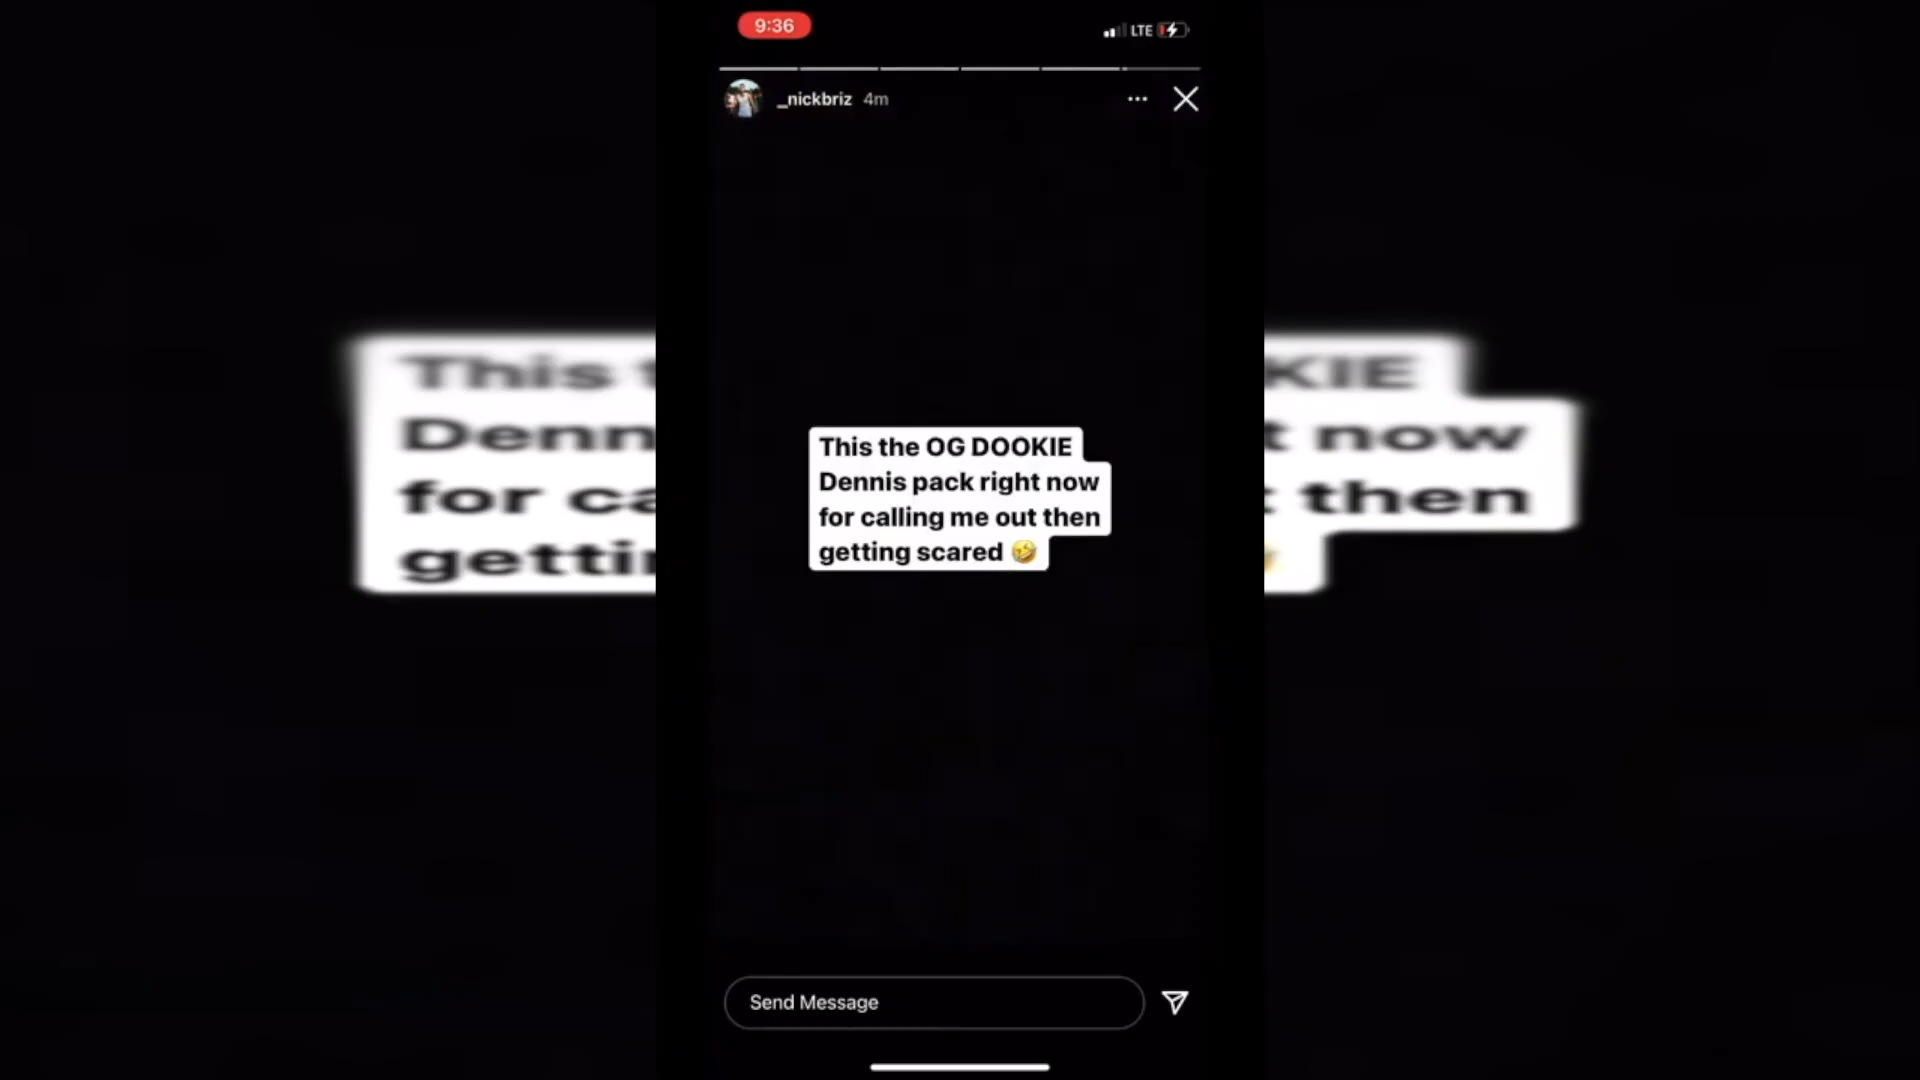 9:36
LTE
_nickbriz 4m
This the OG DOOKIE
Dennis pack right now
for calling me out then
getting scared 🤣
Send Message